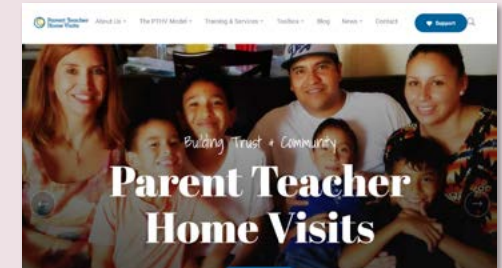 Parent Teacher
Home Visits
About Us
The PTHV Model
Training & Services
Toolbox
Blog
News
Contact
Support
Building Trust + Community
Parent Teacher
Home Visits